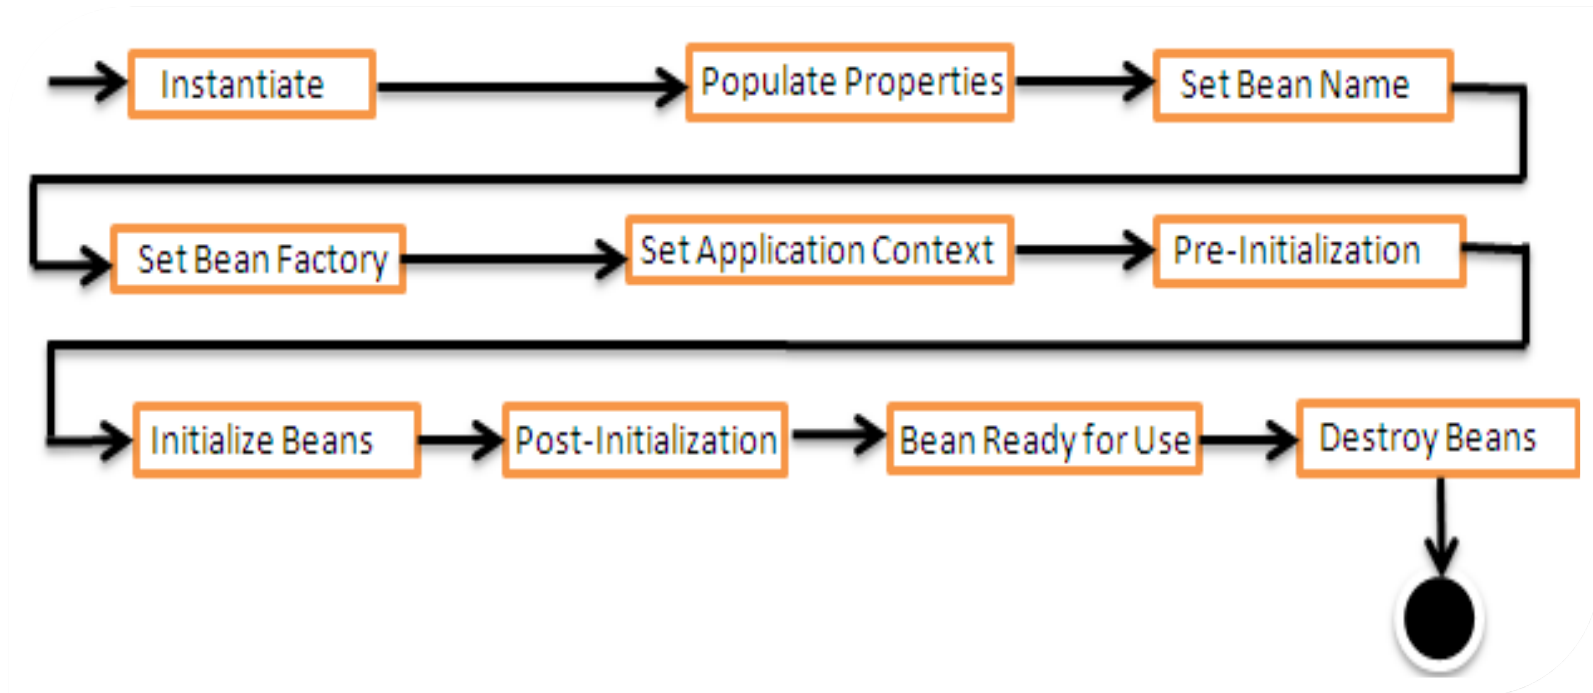 Instantiate
Populate Properties
Set Bean Name
Set Bean Factory
Set Application Context
Pre-Initialization
Initialize Beans
Post-Initialization
Bean Ready for Use
Destroy Beans